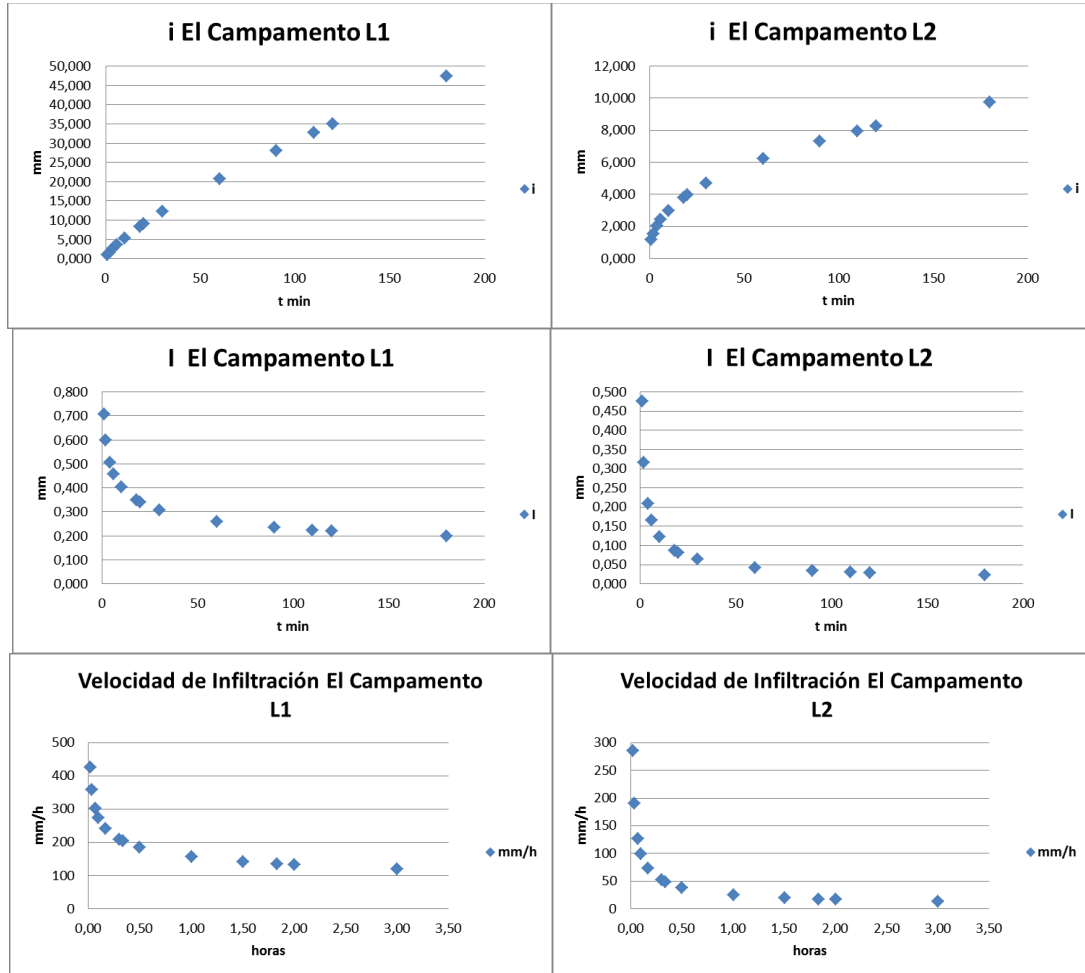 i El Campamento L1
50,000
45,000
40,000
35,000
30,000
25,000
20,000
15,000
10,000
5,000
0,000
mm
0 50 100 150 200
t min
i
i El Campamento L2
12,000
10,000
8,000
6,000
4,000
2,000
0,000
mm
0 50 100 150 200
t min
i
I El Campamento L1
0,800
0,700
0,600
0,500
0,400
0,300
0,200
0,100
0,000
mm
0 50 100 150 200
t min
I
I El Campamento L2
0,500
0,450
0,400
0,350
0,300
0,250
0,200
0,150
0,100
0,050
0,000
mm
0 50 100 150 200
t min
I
Velocidad de Infiltración El Campamento
L1
500
400
300
200
100
0
mm/h
0,00 0,50 1,00 1,50 2,00 2,50 3,00 3,50
horas
mm/h
Velocidad de Infiltración El Campamento
L2
300
250
200
150
100
50
0
mm/h
0,00 0,50 1,00 1,50 2,00 2,50 3,00 3,50
horas
mm/h